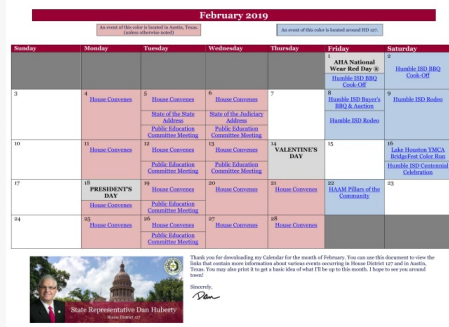 February 2019
An event of this color is located in Austin, Texas.
(unless otherwise noted)
An event of this color is located around HD 127.
Sunday Monday Tuesday Wednesday Thursday Friday Saturday
1
AHA National
Wear Red Day ®
Humble ISD BBQ
Cook-Off
2
Humble ISD BBQ
Cook-Off
3
4
House Convenes
5
House Convenes
State of the State
Address
Public Education
Committee Meeting
6
House Convenes
State of the Judiciary
Address
Public Education
Committee Meeting
7
8
Humble ISD Buyer's
BBQ & Auction
Humble ISD Rodeo
9
Humble ISD Rodeo
10
11
House Convenes
12
House Convenes
Public Education
Committee Meeting
13
House Convenes
Public Education
Committee Meeting
14
VALENTINE'S
DAY
15
16
Lake Houston YMCA
BridgeFest Color Run
Humble ISD Centennial
Celebration
17
18
PRESIDENT'S
DAY
House Convenes
19
House Convenes
Public Education
Committee Meeting
20
House Convenes
21
House Convenes
22
HAAM Pillars of the
Community
23
24
25
House Convenes
26
House Convenes
Public Education
Committee Meeting
27
House Convenes
28
House Convenes
Thank you for downloading my Calendar for the month of February. You can use this document to view the
links that contain more information about various events occurring in House District 127 and in Austin,
Texas. You may also print it to get a basic idea of what I'll be up to this month. I hope to see you around
town!
Sincerely,
Dan
State Representative Dan Huberty
House District 127